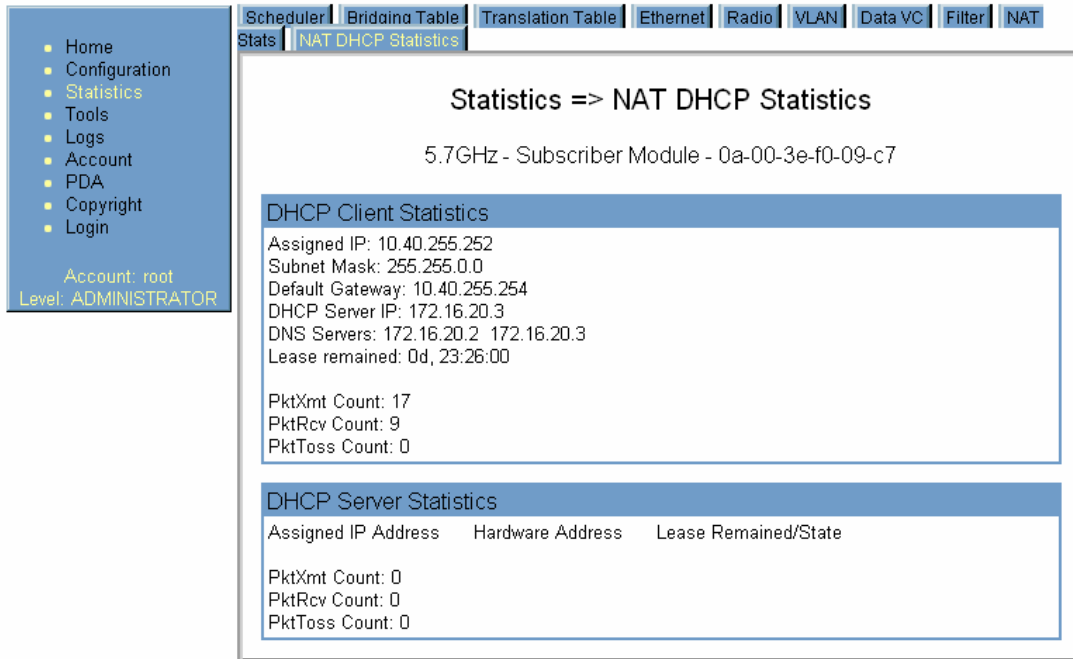 Scheduler Bridging Table Translation Table Ethernet Radio VLAN Data VC Filter NAT
Stats NAT DHCP Statistics
Home
Configuration
Statistics
Tools
Logs
Account
PDA
Copyright
Login
Account: root
Level: ADMINISTRATOR
Statistics => NAT DHCP Statistics
5.7GHz - Subscriber Module - 0a-00-3e-f0-09-c7
DHCP Client Statistics
Assigned IP: 10.40.255.252
Subnet Mask: 255.255.0.0
Default Gateway: 10.40.255.254
DHCP Server IP: 172.16.20.3
DNS Servers: 172.16.20.2 172.16.20.3
Lease remained: 0d, 23:26:00
PktXmt Count: 17
PktRcv Count: 9
PktToss Count: 0
DHCP Server Statistics
Assigned IP Address Hardware Address Lease Remained/State
PktXmt Count: 0
PktRcv Count: 0
PktToss Count: 0